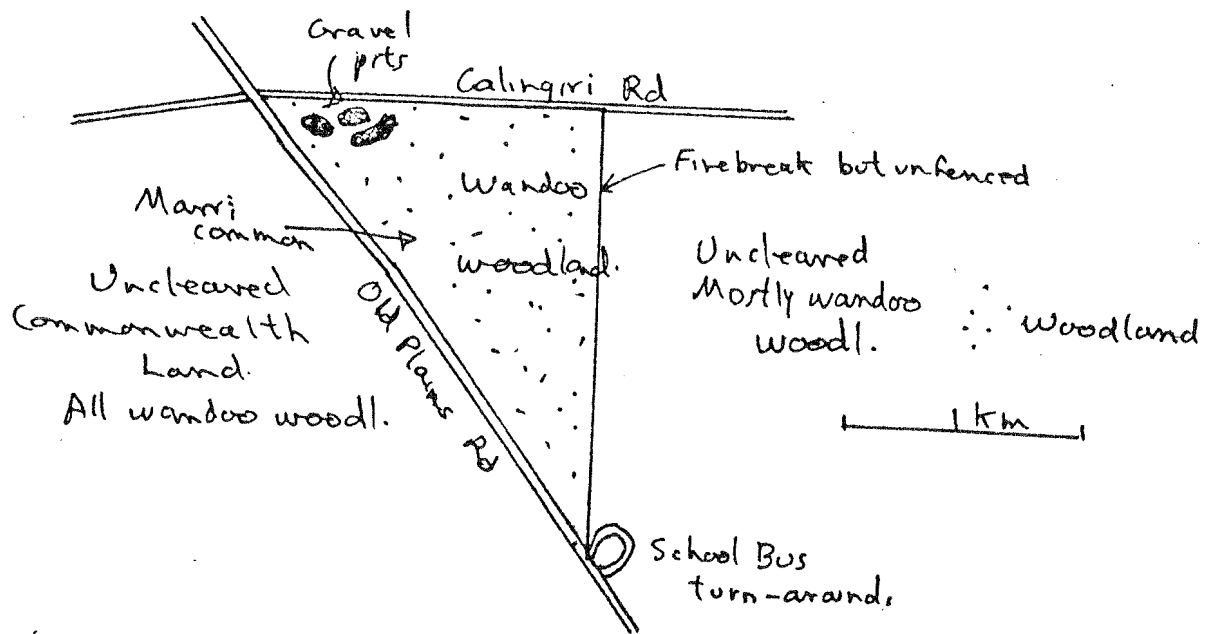 Gravel
pits
Calingiri Rd
Firebreak but unfenced
Wandoo
woodland.
Marri
common
Uncleared
Commonwealth
Land.
All wandoo woodl.
Old Plains Rd
Uncleared
Mostly wandoo
woodl.
Woodland
1 Km
School Bus
turn-around.